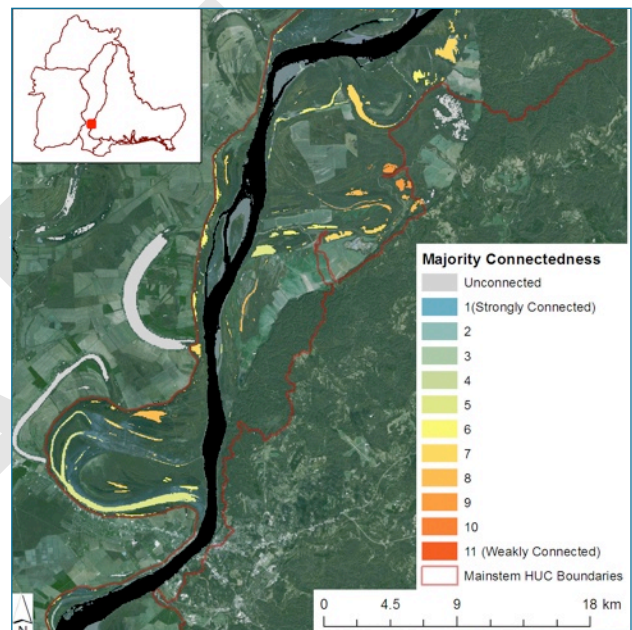 Majority Connectedness
Unconnected
1(Strongly Connected)
2
3
4
5
6
7
8
9
10
11 (Weakly Connected)
Mainstem HUC Boundaries
0 4.5 9 18 km
N